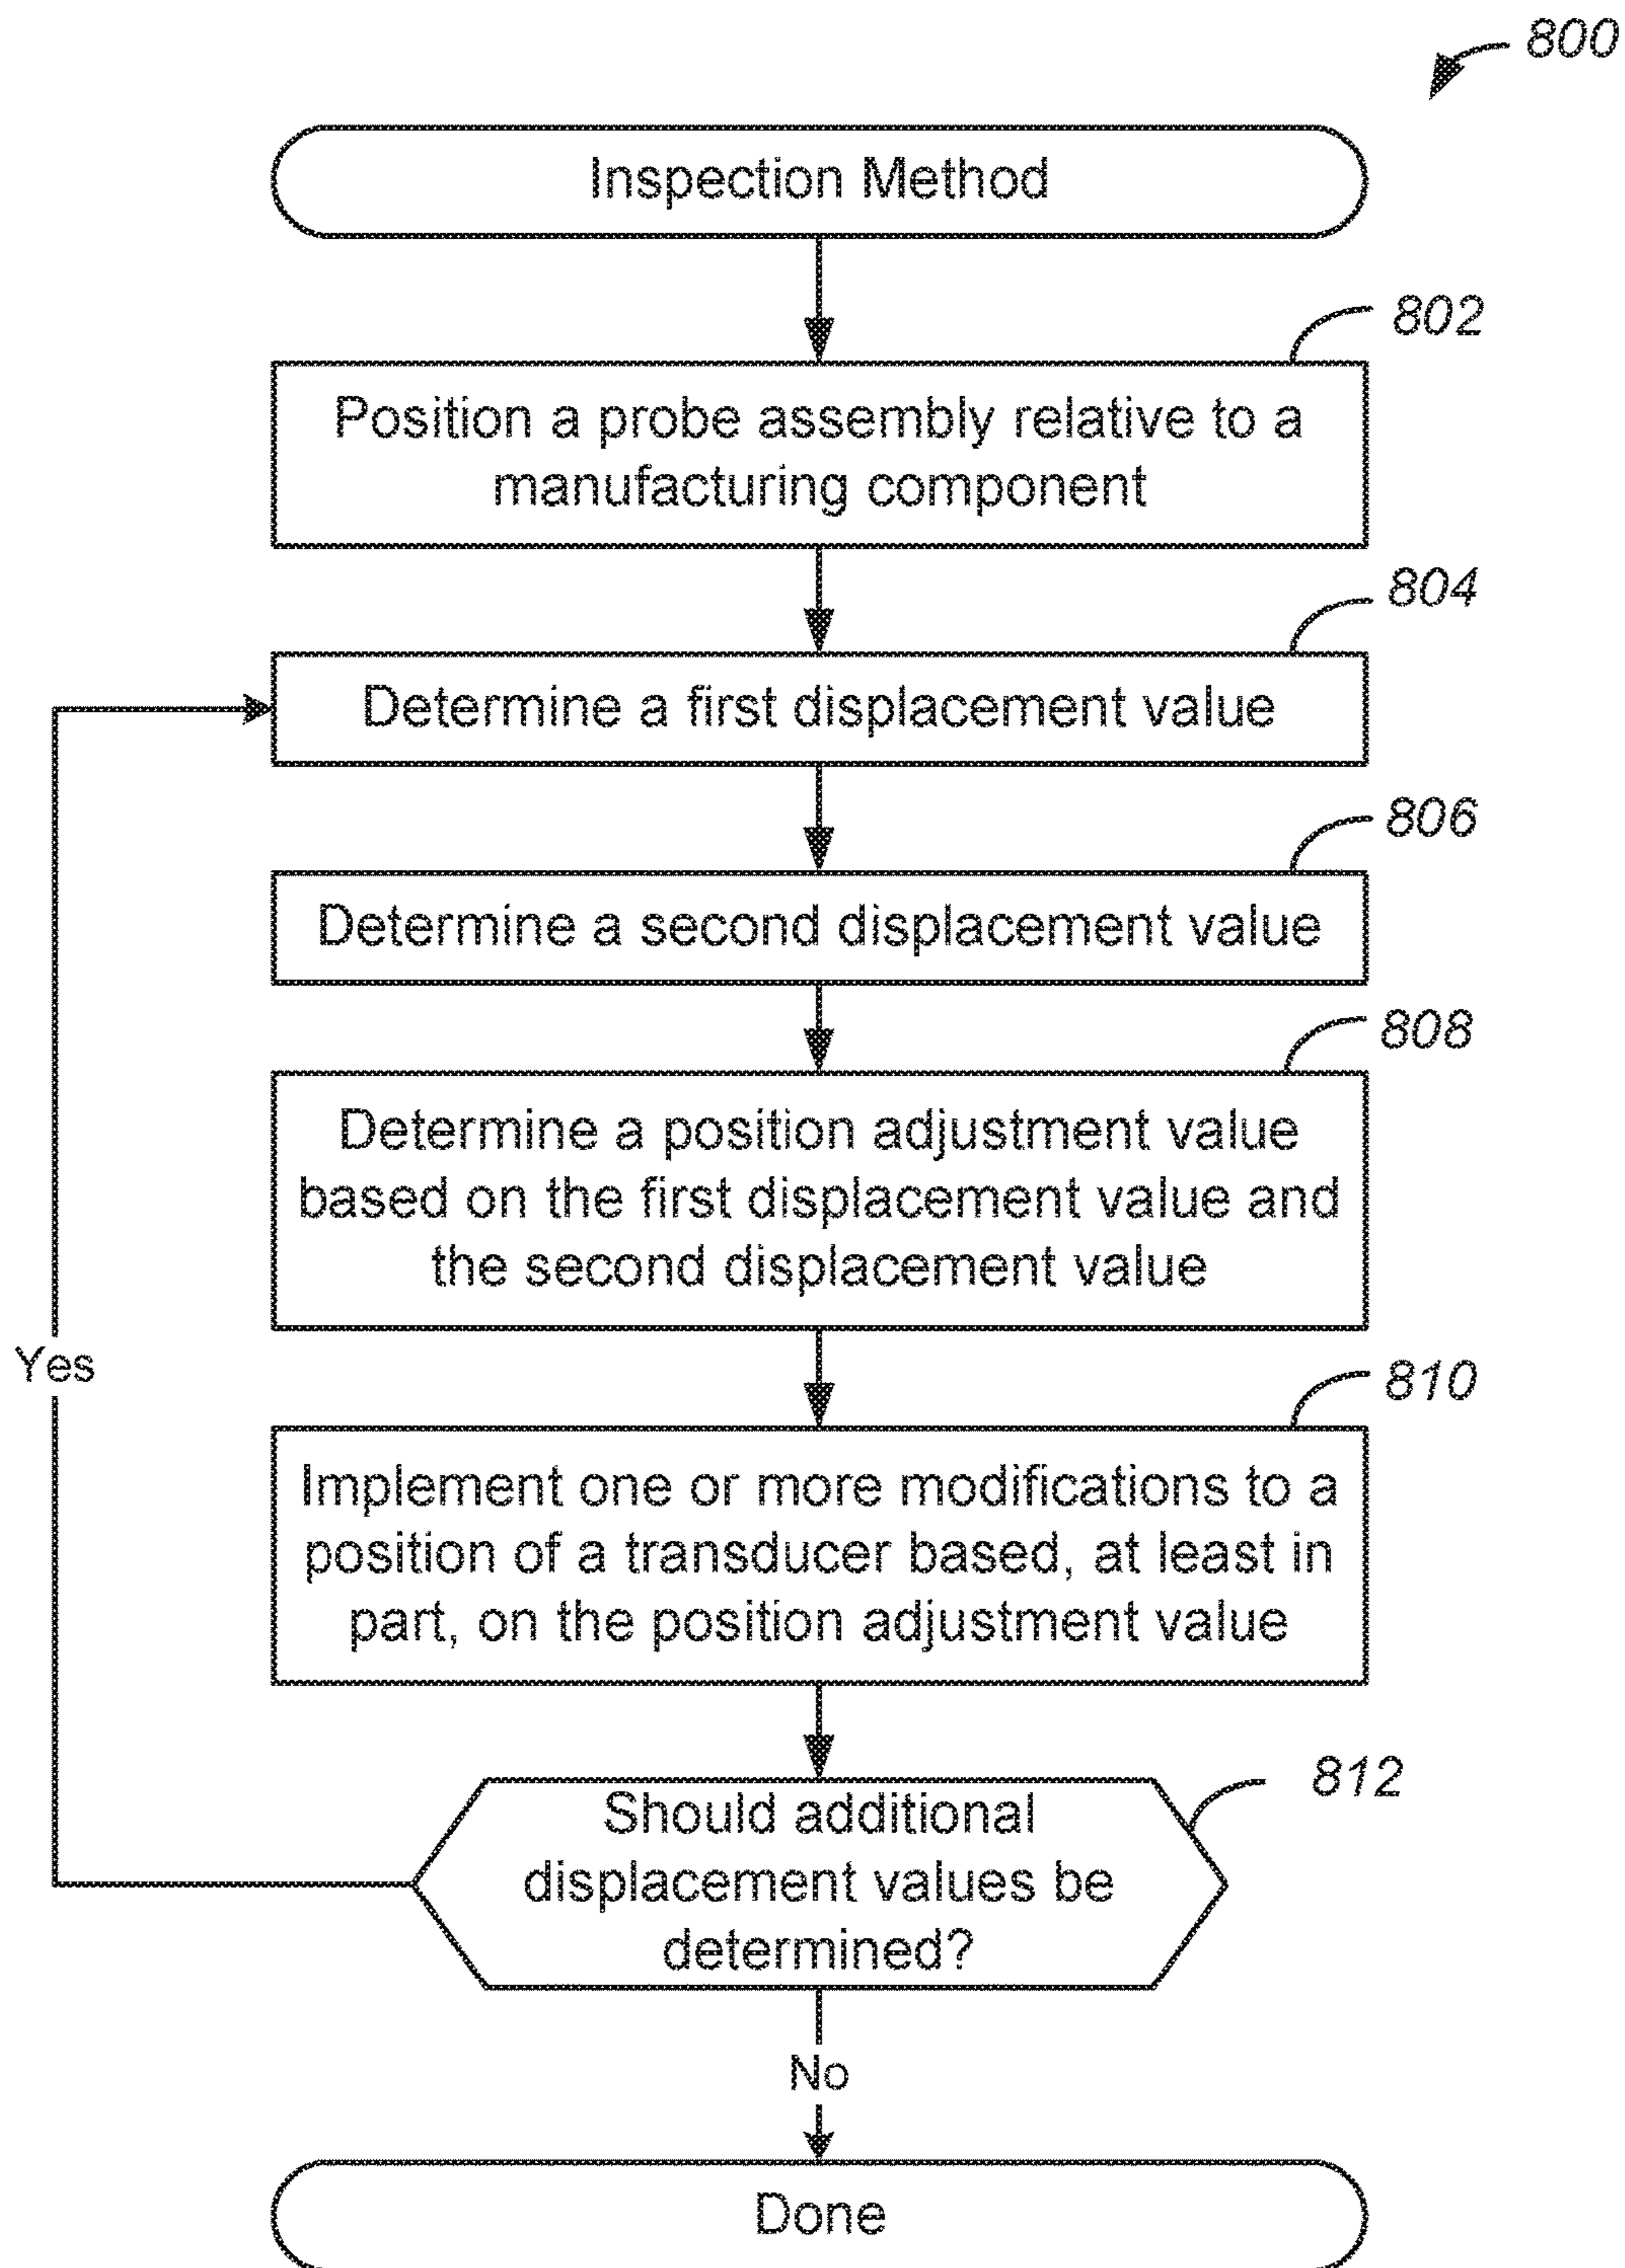 800
Inspection Method
802
Position a probe assembly relative to a
manufacturing component
804
Determine a first displacement value
806
Determine a second displacement value
808
Determine a position adjustment value
based on the first displacement value and
the second displacement value
Yes
810
Implement one or more modifications to a
position of a transducer based, at least in
part, on the position adjustment value
812
Should additional
displacement values be
determined?
No
Done